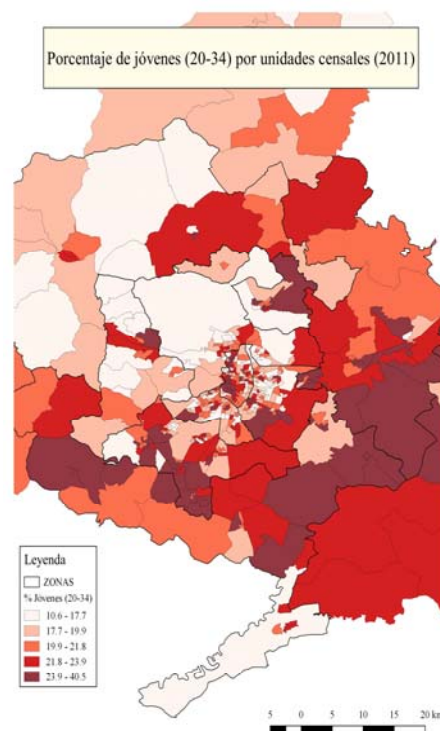 Porcentaje de jóvenes (20-34) por unidades censales (2011)
Leyenda
ZONAS
% Jóvenes (20-34)
10.6 - 17.7
17.7 - 19.9
19.9 - 21.8
21.8 - 23.9
23.9 - 40.5
5 0 5 10 15 20 km